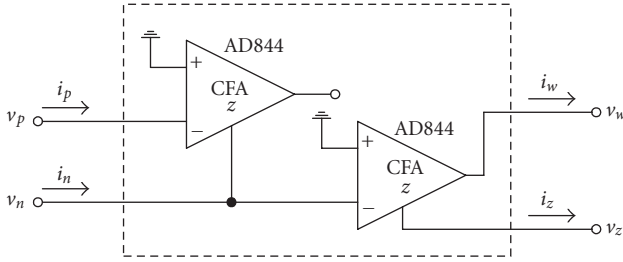 AD844
+
CFA
z
−
i_p
v_p
i_n
v_n
AD844
+
CFA
z
−
i_w
v_w
i_z
v_z